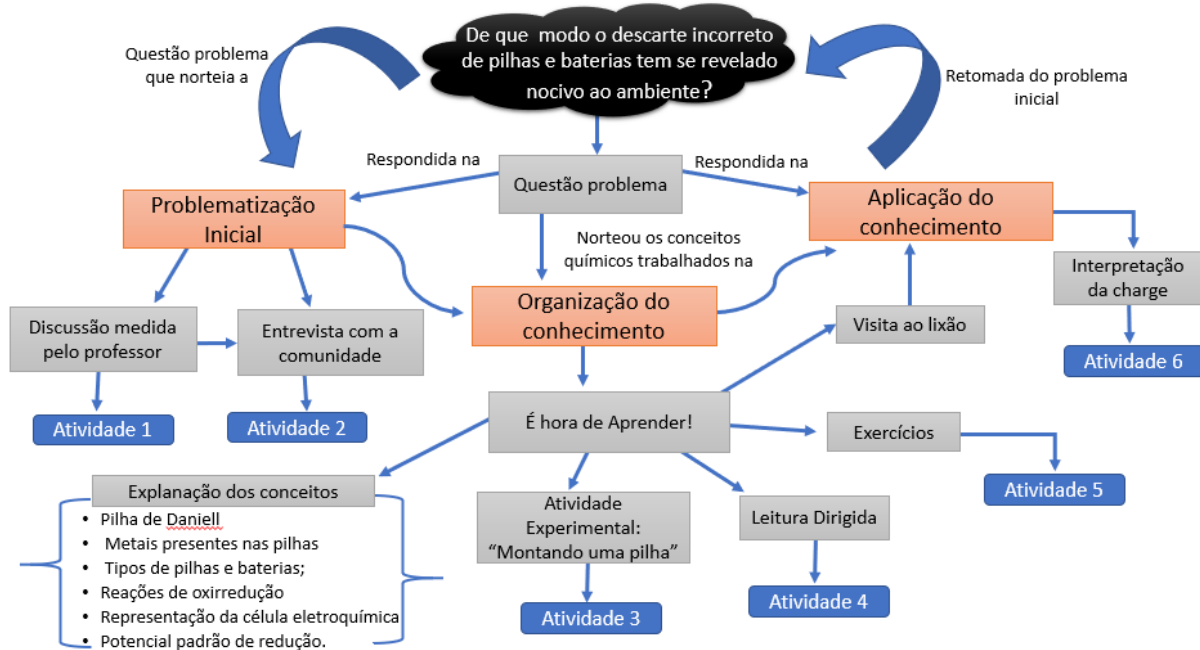 De que modo o descarte incorreto
de pilhas e baterias tem se revelado
nocivo ao ambiente?
Questão problema
que norteia a
Retomada do problema
inicial
Respondida na
Respondida na
Questão problema
Problematização
Inicial
Aplicação do
conhecimento
Norteou os conceitos
químicos trabalhados na
Interpretação
da charge
Organização do
conhecimento
Discussão medida
pelo professor
Entrevista com a
comunidade
Visita ao lixão
Atividade 6
Atividade 1
Atividade 2
É hora de Aprender!
Exercícios
Explanação dos conceitos
• Pilha de Daniell
• Metais presentes nas pilhas
• Tipos de pilhas e baterias;
• Reações de oxirredução
• Representação da célula eletroquímica
• Potencial padrão de redução.
Atividade
Experimental:
“Montando uma pilha”
Leitura Dirigida
Atividade 5
Atividade 3
Atividade 4